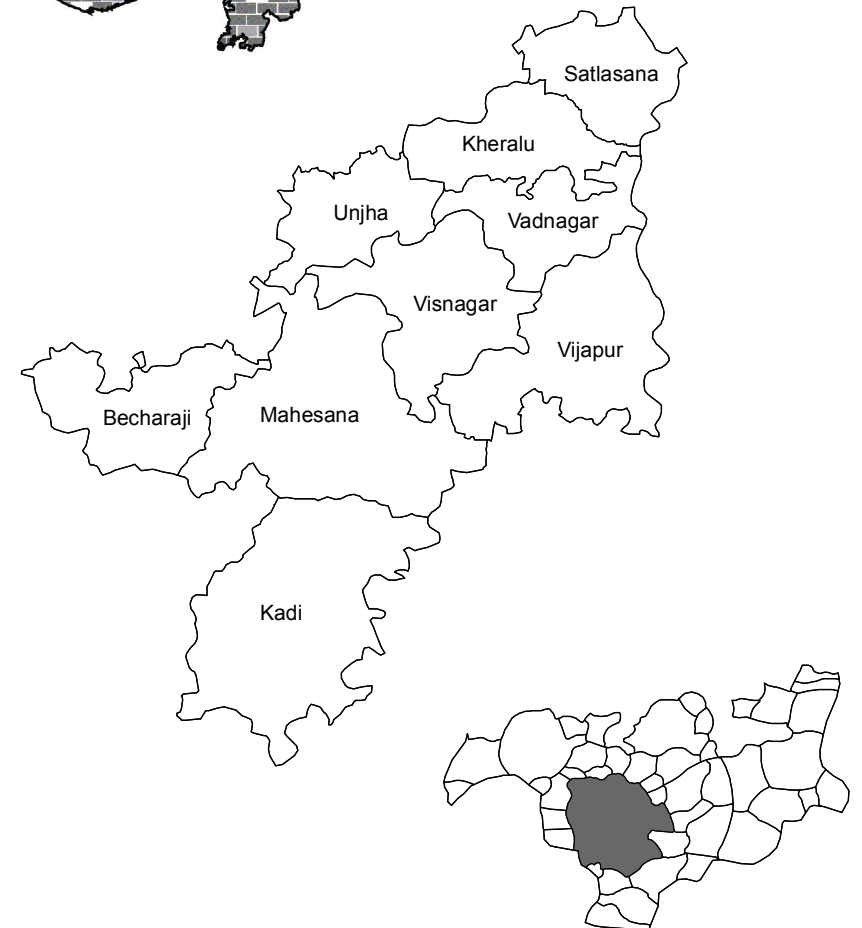 Satlasana
Kheralu
Unjha
Vadnagar
Visnagar
Vijapur
Becharaji
Mahesana
Kadi